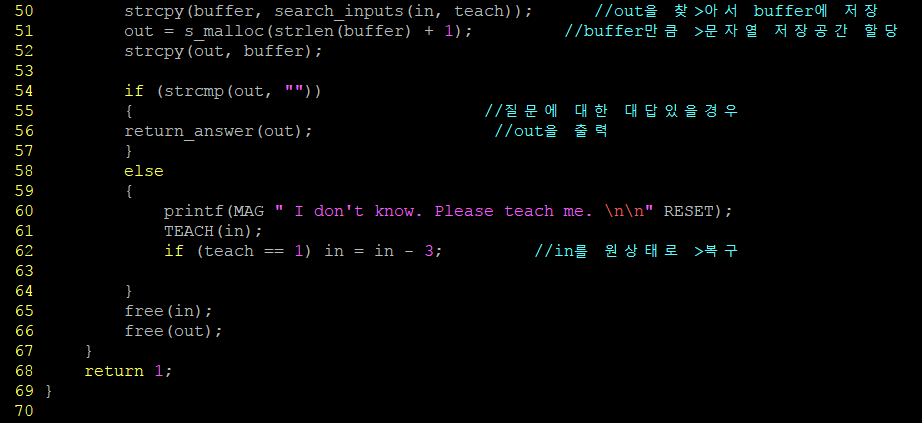 50 strcpy(buffer, search_inputs(in, teach)); //out을 찾>아서 buffer에 저장
51 out = s_malloc(strlen(buffer) + 1); //buffer만큼 >문자열 저장공간 할당
52 strcpy(out, buffer);
53
54 if (strcmp(out, ""))
55 { //질문에 대한 대답있을경우
56 return_answer(out); //out을 출력
57 }
58 else
59 {
60 printf(MAG " I don't know. Please teach me. \n\n" RESET);
61 TEACH(in);
62 if (teach == 1) in = in - 3; //in를 원상태로 >복구
63
64 }
65 free(in);
66 free(out);
67 }
68 return 1;
69 }
70